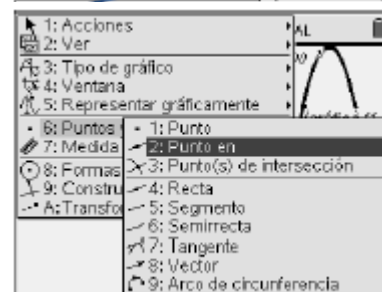 1: Acciones
2: Ver
3: Tipo de gráfico
4: Ventana
5: Representar gráficamente
6: Puntos
7: Medida
8: Formas
9: Constru
A: Transfo
1: Punto
2: Punto en
3: Punto(s) de intersección
4: Recta
5: Segmento
6: Semirrecta
7: Tangente
8: Vector
9: Arco de circunferencia